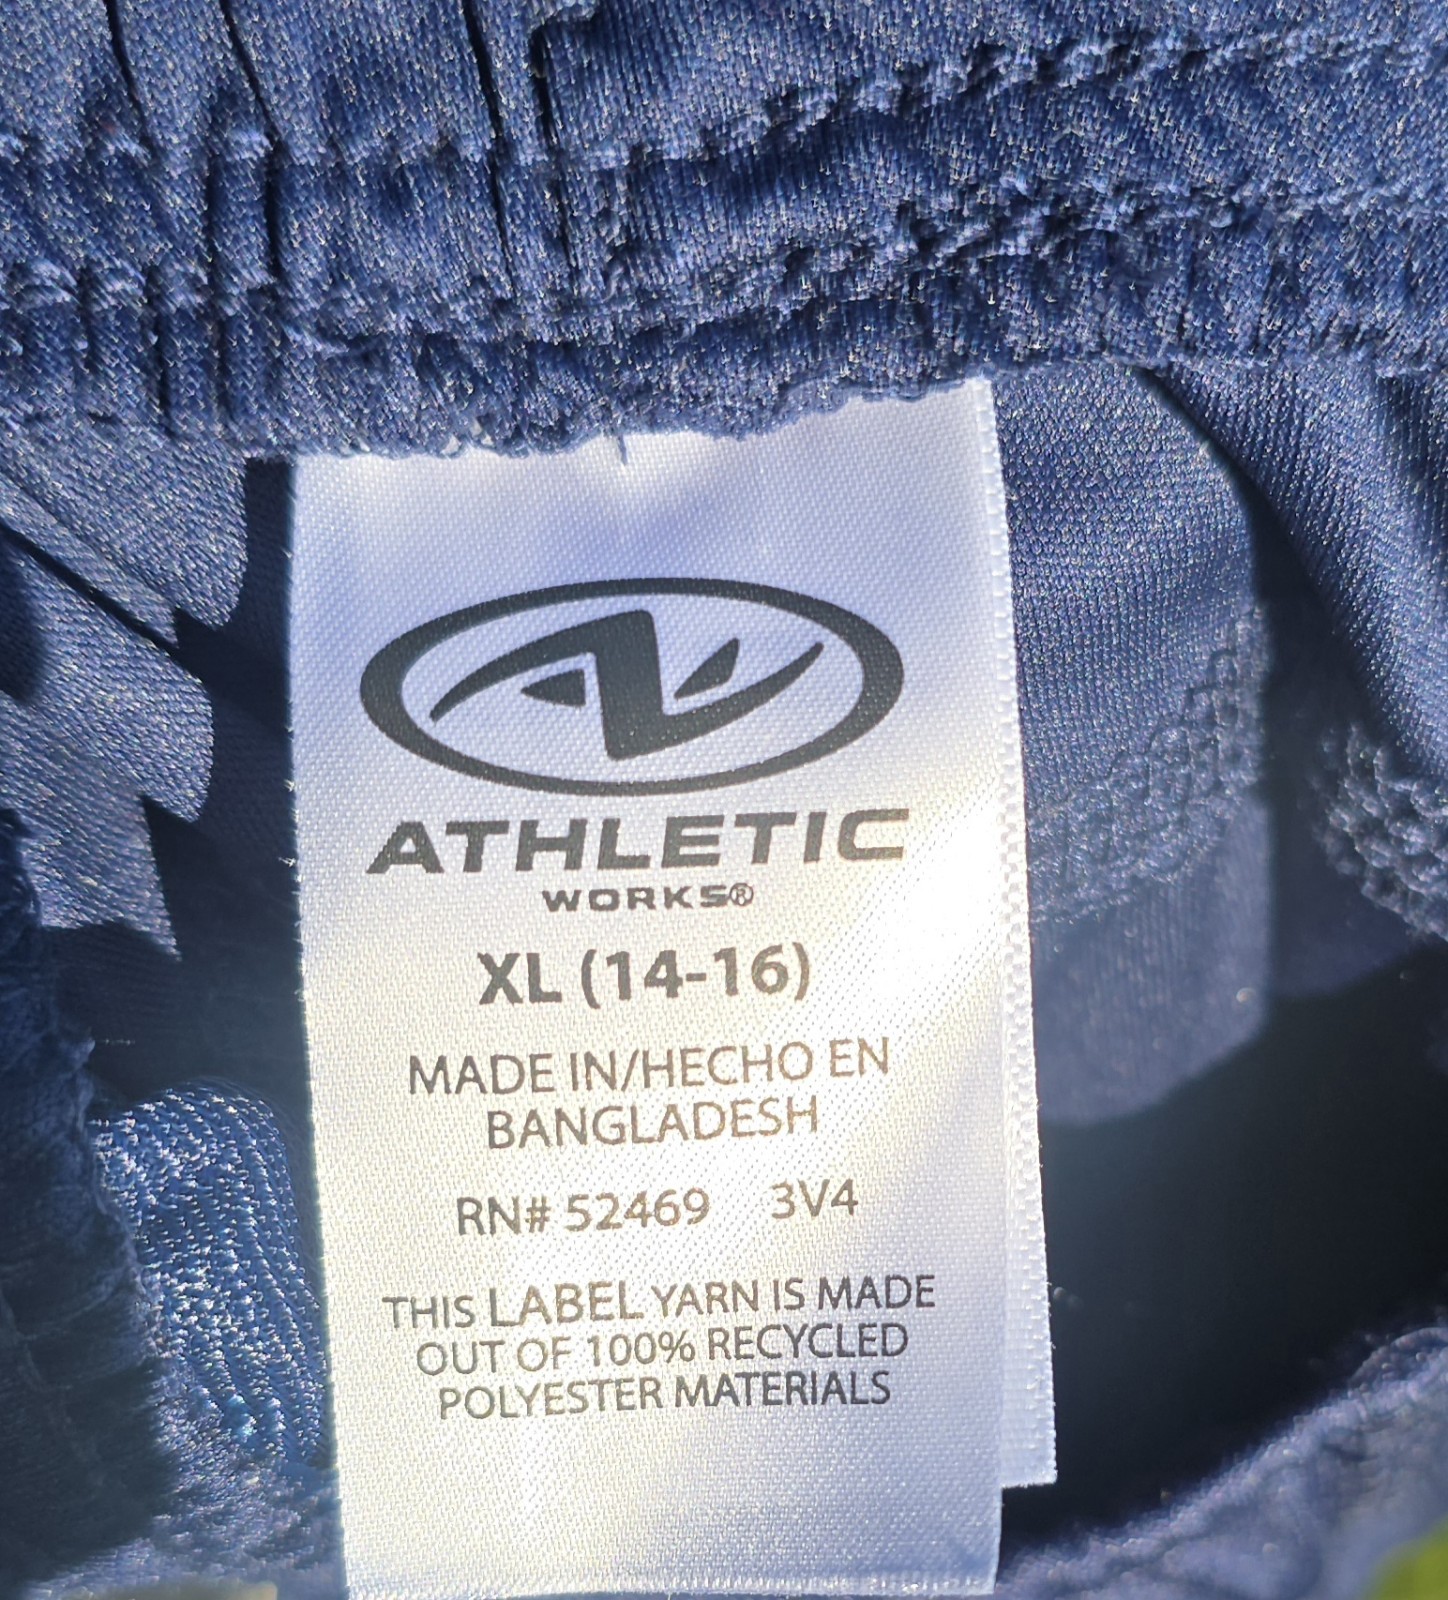 ATHLETIC
WORKS®
XL (14-16)
MADE IN/HECHO EN
BANGLADESH
RN# 52469 3V4
THIS LABEL YARN IS MADE
OUT OF 100% RECYCLED
POLYESTER MATERIALS